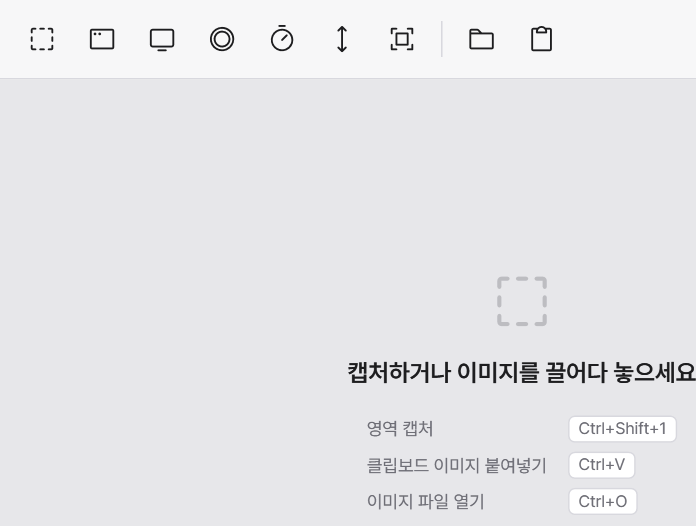 캡처하거나 이미지를 끌어다 놓으세요
영역 캡처 Ctrl+Shift+1
클립보드 이미지 붙여넣기 Ctrl+V
이미지 파일 열기 Ctrl+O